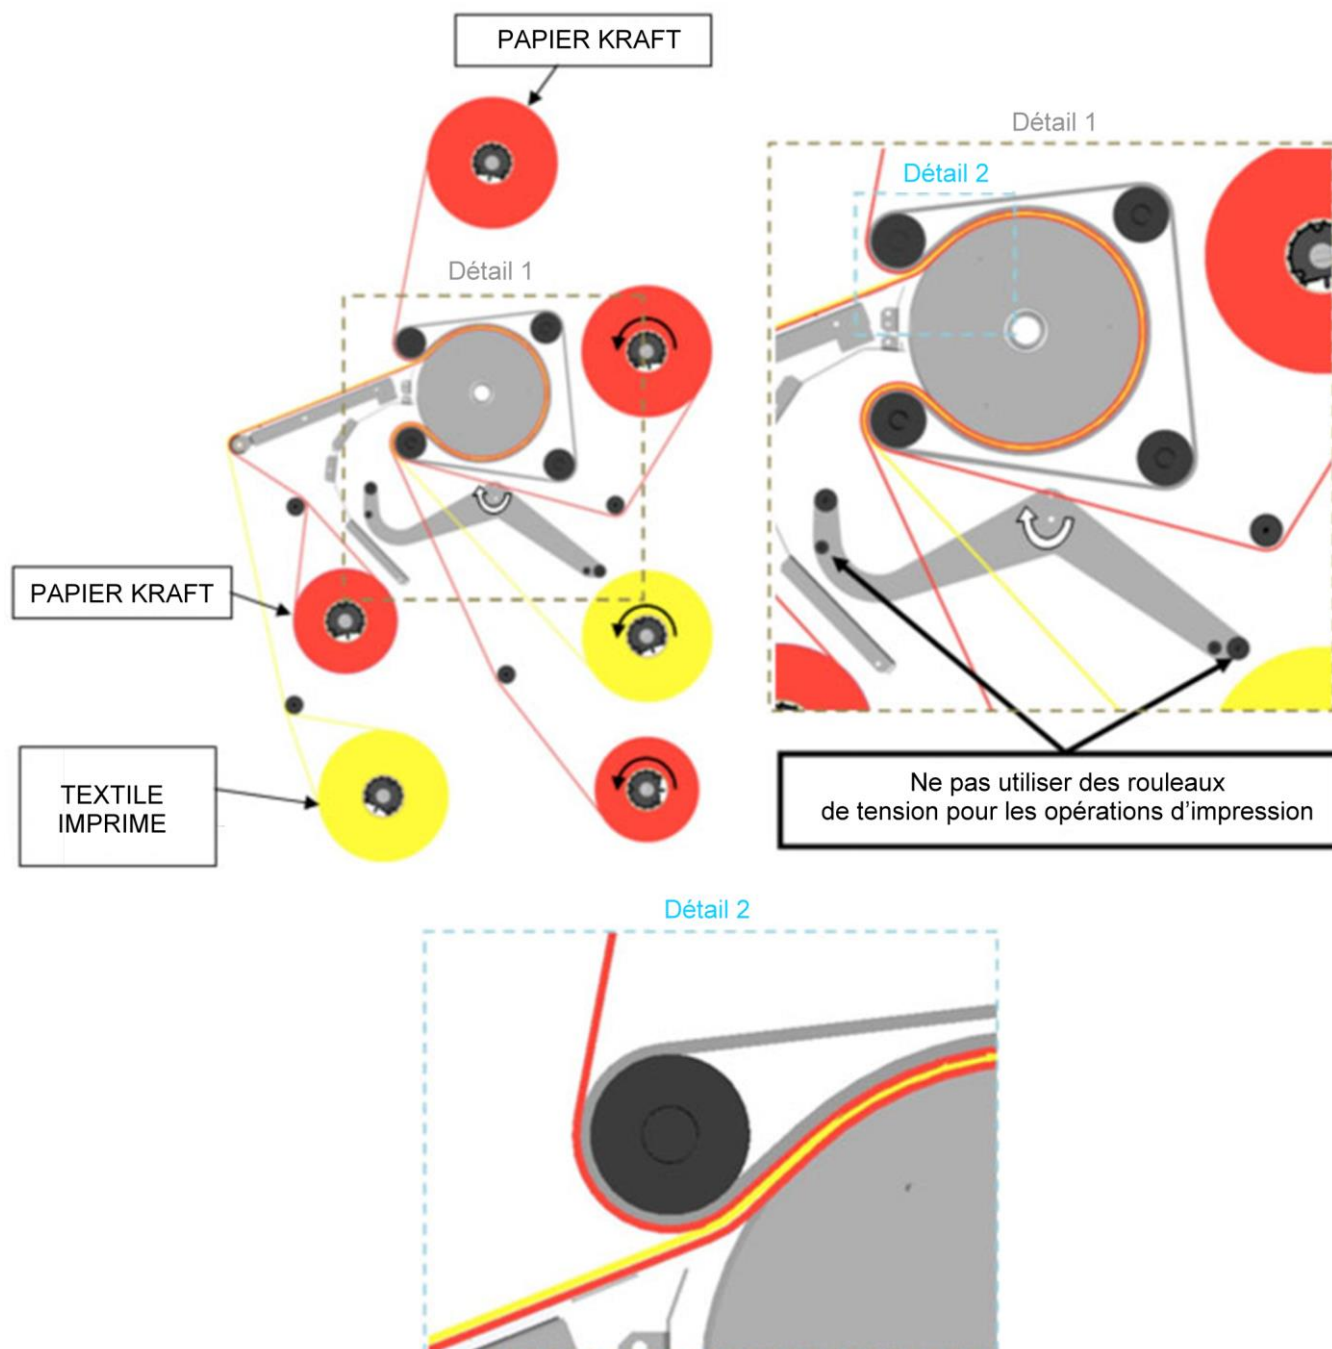 PAPIER KRAFT
Détail 1
Détail 2
Détail 1
PAPIER KRAFT
TEXTILE
IMPRIME
Ne pas utiliser des rouleaux
de tension pour les opérations d'impression
Détail 2